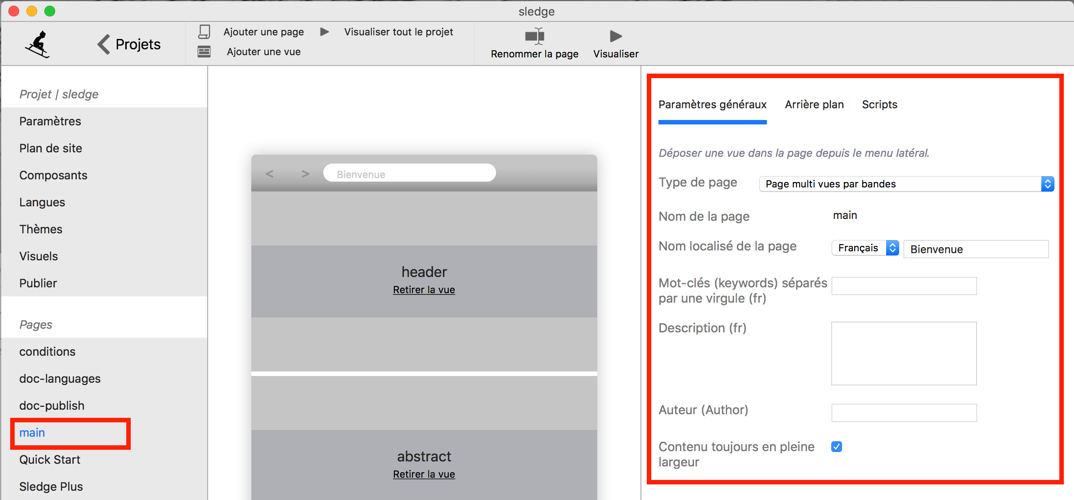 sledge
Projets
Ajouter une page
Visualiser tout le projet
Ajouter une vue
Renommer la page
Visualiser
Projet | sledge
Paramètres
Plan de site
Composants
Langues
Thèmes
Visuels
Publier
Pages
conditions
doc-languages
doc-publish
main
Quick Start
Sledge Plus
< > Bienvenue
header
Retirer la vue
abstract
Retirer la vue
Paramètres généraux Arrière plan Scripts
Déposer une vue dans la page depuis le menu latéral.
Type de page Page multi vues par bandes
Nom de la page main
Nom localisé de la page Français Bienvenue
Mot-clés (keywords) séparés
par une virgule (fr)
Description (fr)
Auteur (Author)
Contenu toujours en pleine
largeur